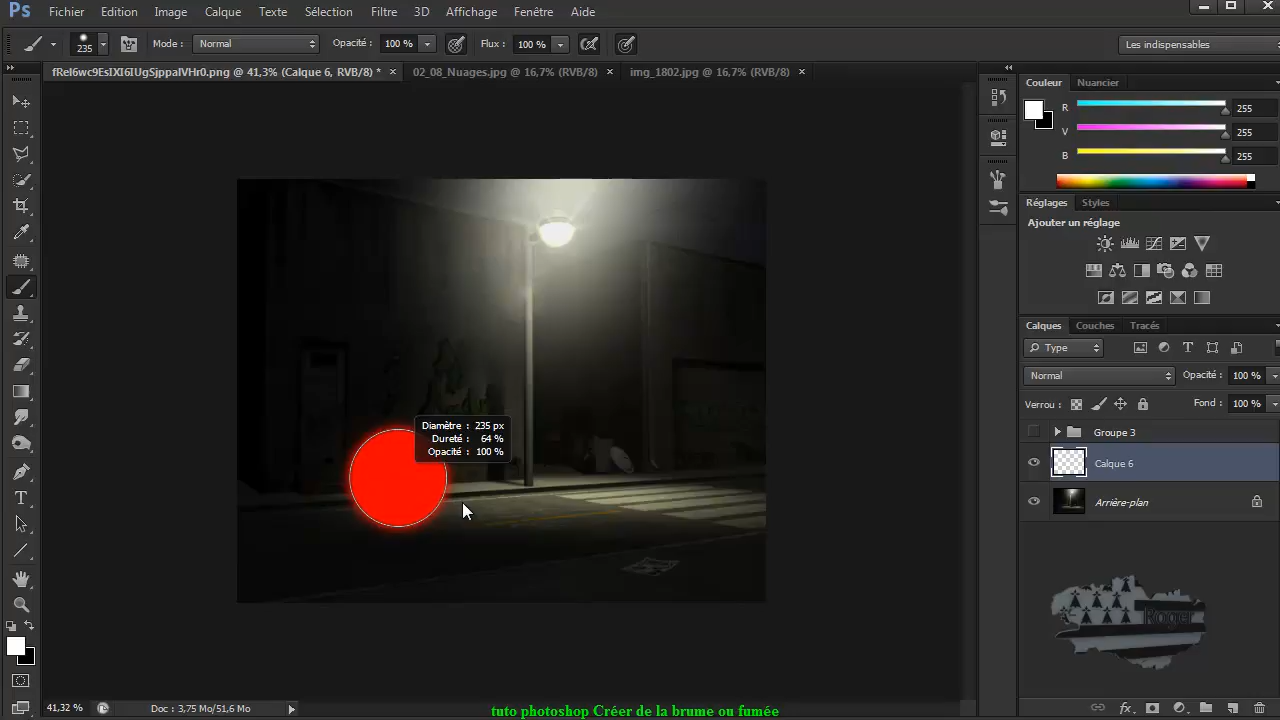 Ps Fichier Edition Image Calque Texte Sélection Filtre 3D Affichage Fenêtre Aide
235 Mode : Normal Opacité : 100 % Flux : 100 % Les indispensables
fRel6wc9EsIXI6IUgSjppaIVHr0.png @ 41,3% (Calque 6, RVB/8) * × 02_08_Nuages.jpg @ 16,7% (RVB/8) × img_1802.jpg @ 16,7% (RVB/8) ×
Couleur Nuancier
R 255
V 255
B 255
Réglages Styles
Ajouter un réglage
Calques Couches Tracés
Type
Normal Opacité : 100 %
Verrou : Fond : 100 %
Groupe 3
Calque 6
Arrière-plan
Diamètre : 235 px
Dureté : 64 %
Opacité : 100 %
Roger
41,32 % Doc : 3,75 Mo/51,6 Mo
fx
tuto photoshop Créer de la brume ou fumée